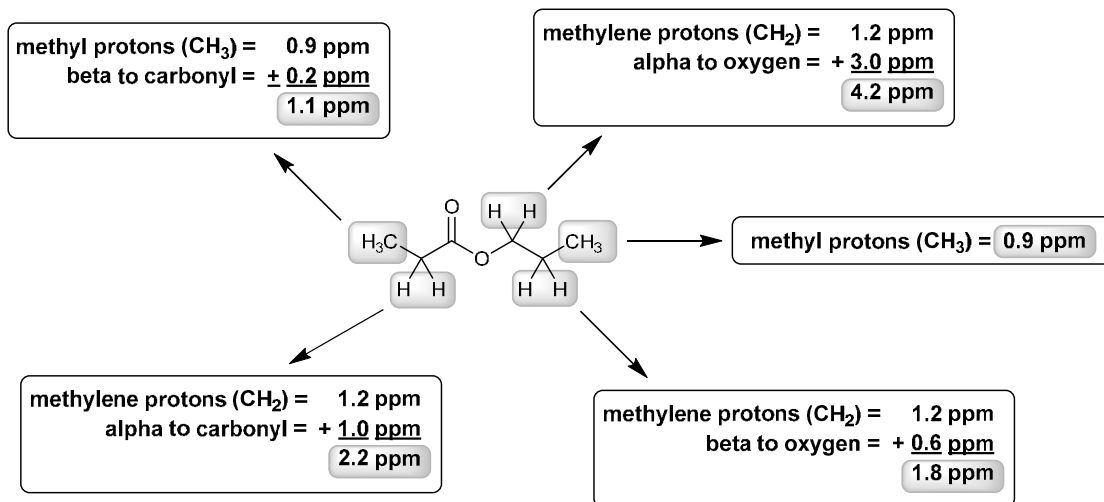 methyl protons (CH₃) = 0.9 ppm
beta to carbonyl = + 0.2 ppm
1.1 ppm
methylene protons (CH₂) = 1.2 ppm
alpha to oxygen = + 3.0 ppm
4.2 ppm
O
H H
H₃C
O
CH₃
H H
H H
methyl protons (CH₃) = 0.9 ppm
methylene protons (CH₂) = 1.2 ppm
alpha to carbonyl = + 1.0 ppm
2.2 ppm
methylene protons (CH₂) = 1.2 ppm
beta to oxygen = + 0.6 ppm
1.8 ppm